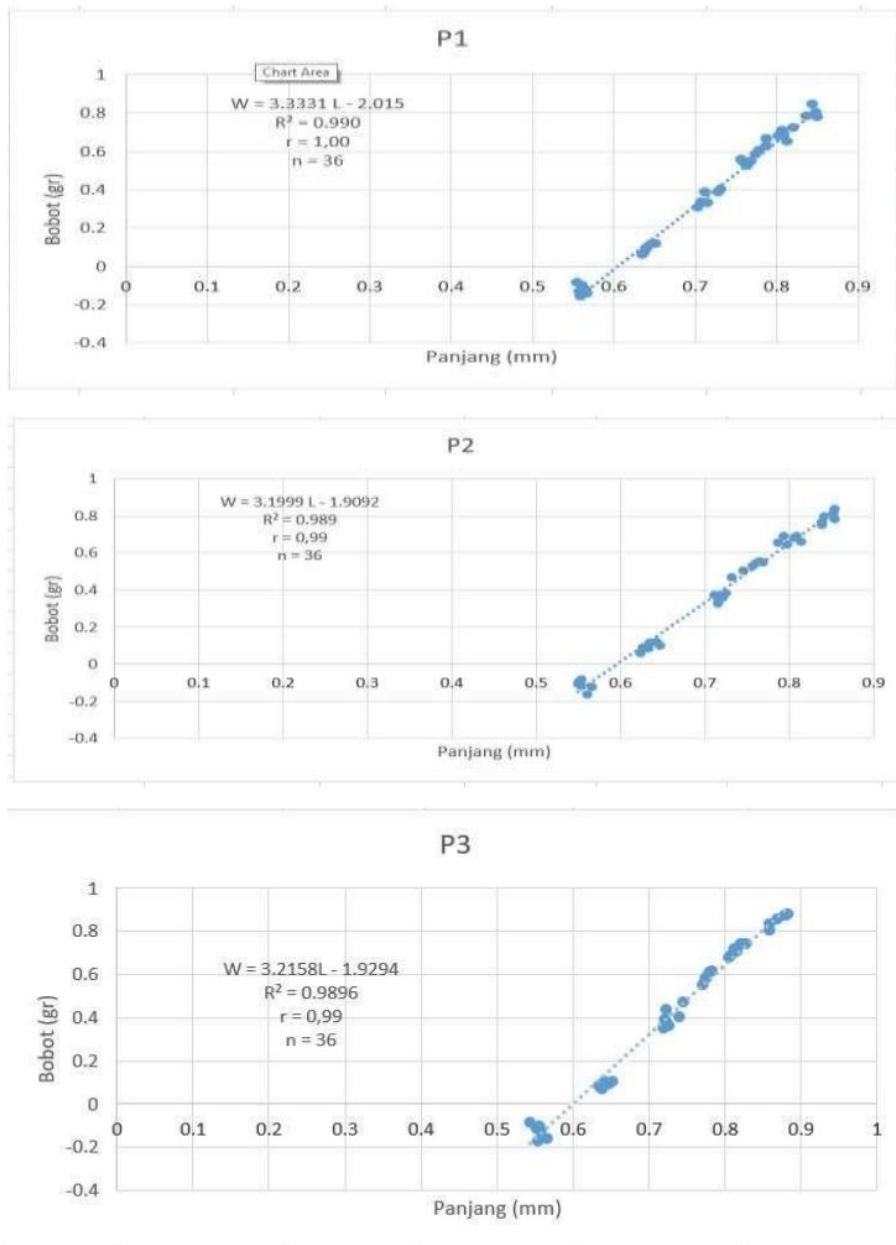 P1
Chart Area
W = 3.3331 L - 2.015
R² = 0.990
r = 1,00
n = 36
1
0.8
0.6
0.4
0.2
0
-0.2
-0.4
0 0.1 0.2 0.3 0.4 0.5 0.6 0.7 0.8 0.9
Bobot (gr)
Panjang (mm)
P2
W = 3.1999 L - 1.9092
R² = 0.989
r = 0,99
n = 36
1
0.8
0.6
0.4
0.2
0
-0.2
-0.4
0 0.1 0.2 0.3 0.4 0.5 0.6 0.7 0.8 0.9
Bobot (gr)
Panjang (mm)
P3
W = 3.2158L - 1.9294
R² = 0.9896
r = 0,99
n = 36
1
0.8
0.6
0.4
0.2
0
-0.2
-0.4
0 0.1 0.2 0.3 0.4 0.5 0.6 0.7 0.8 0.9 1
Bobot (gr)
Panjang (mm)